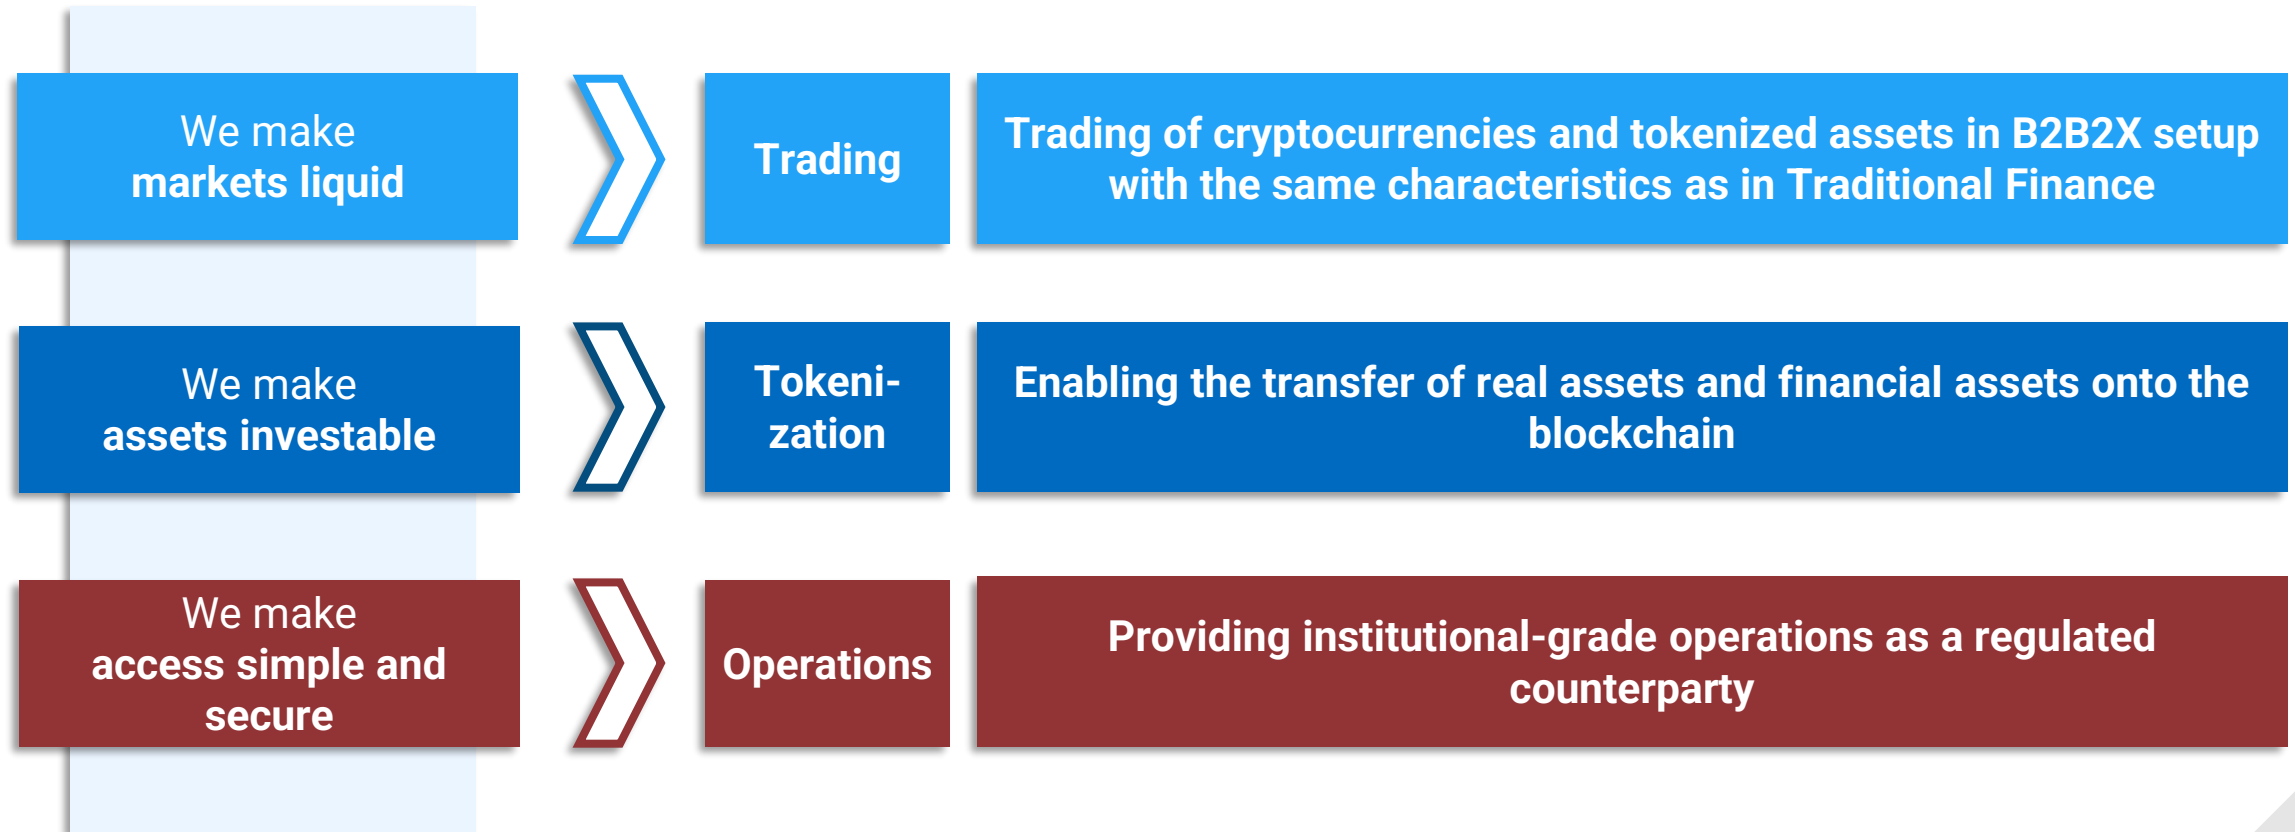 We make
markets liquid
Trading
Trading of cryptocurrencies and tokenized assets in B2B2X setup
with the same characteristics as in Traditional Finance
We make
assets investable
Tokeni-
zation
Enabling the transfer of real assets and financial assets onto the
blockchain
We make
access simple and
secure
Operations
Providing institutional-grade operations as a regulated
counterparty